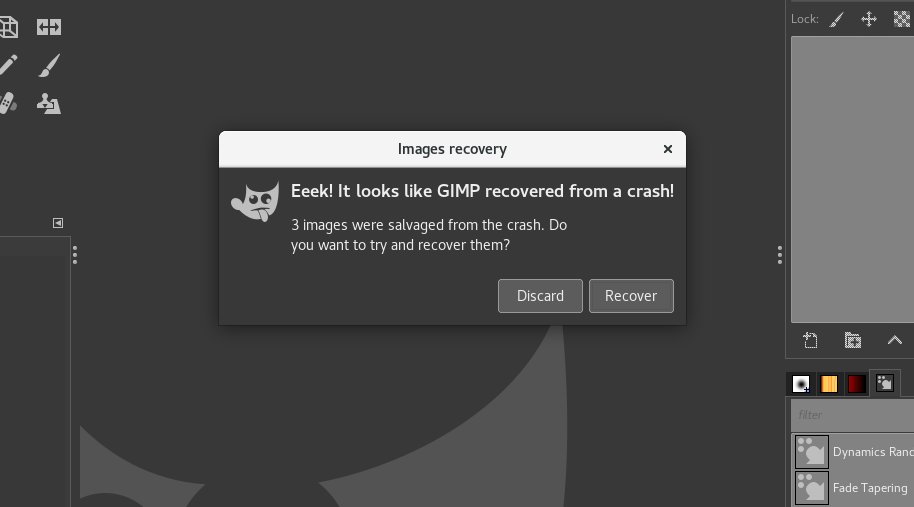 Lock:
Images recovery
Eeek! It looks like GIMP recovered from a crash!
3 images were salvaged from the crash. Do
you want to try and recover them?
Discard
Recover
filter
Dynamics Rand
Fade Tapering